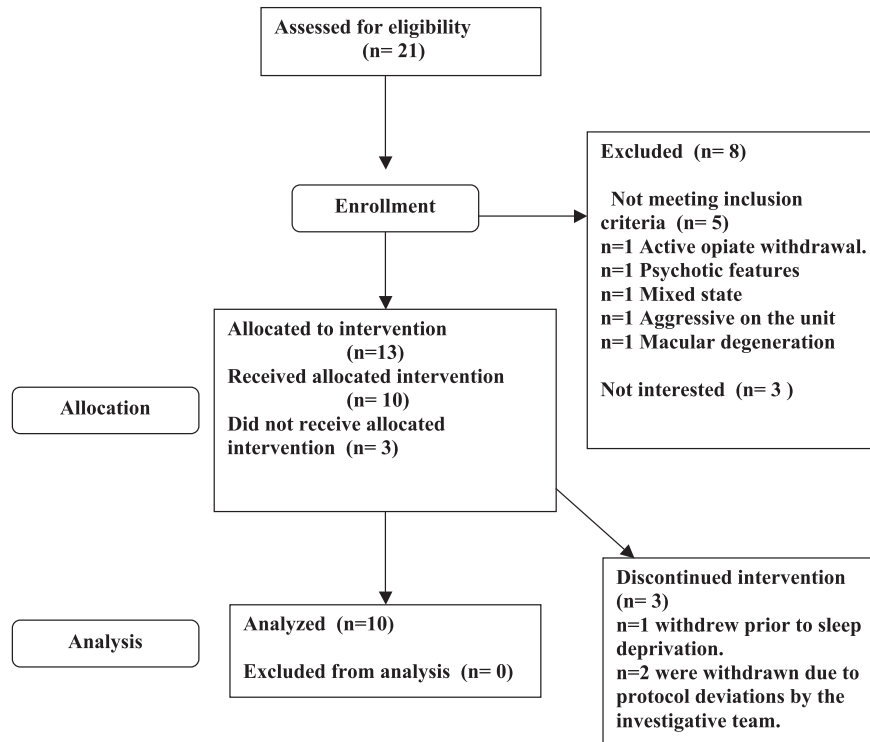 Assessed for eligibility
(n= 21)
Enrollment
Excluded (n= 8)
Not meeting inclusion
criteria (n= 5)
n=1 Active opiate withdrawal.
n=1 Psychotic features
n=1 Mixed state
n=1 Aggressive on the unit
n=1 Macular degeneration
Not interested (n= 3 )
Allocation
Allocated to intervention
(n=13)
Received allocated intervention
(n= 10)
Did not receive allocated
intervention (n= 3)
Discontinued intervention
(n= 3)
n=1 withdrew prior to sleep
deprivation.
n=2 were withdrawn due to
protocol deviations by the
investigative team.
Analysis
Analyzed (n=10)
Excluded from analysis (n= 0)